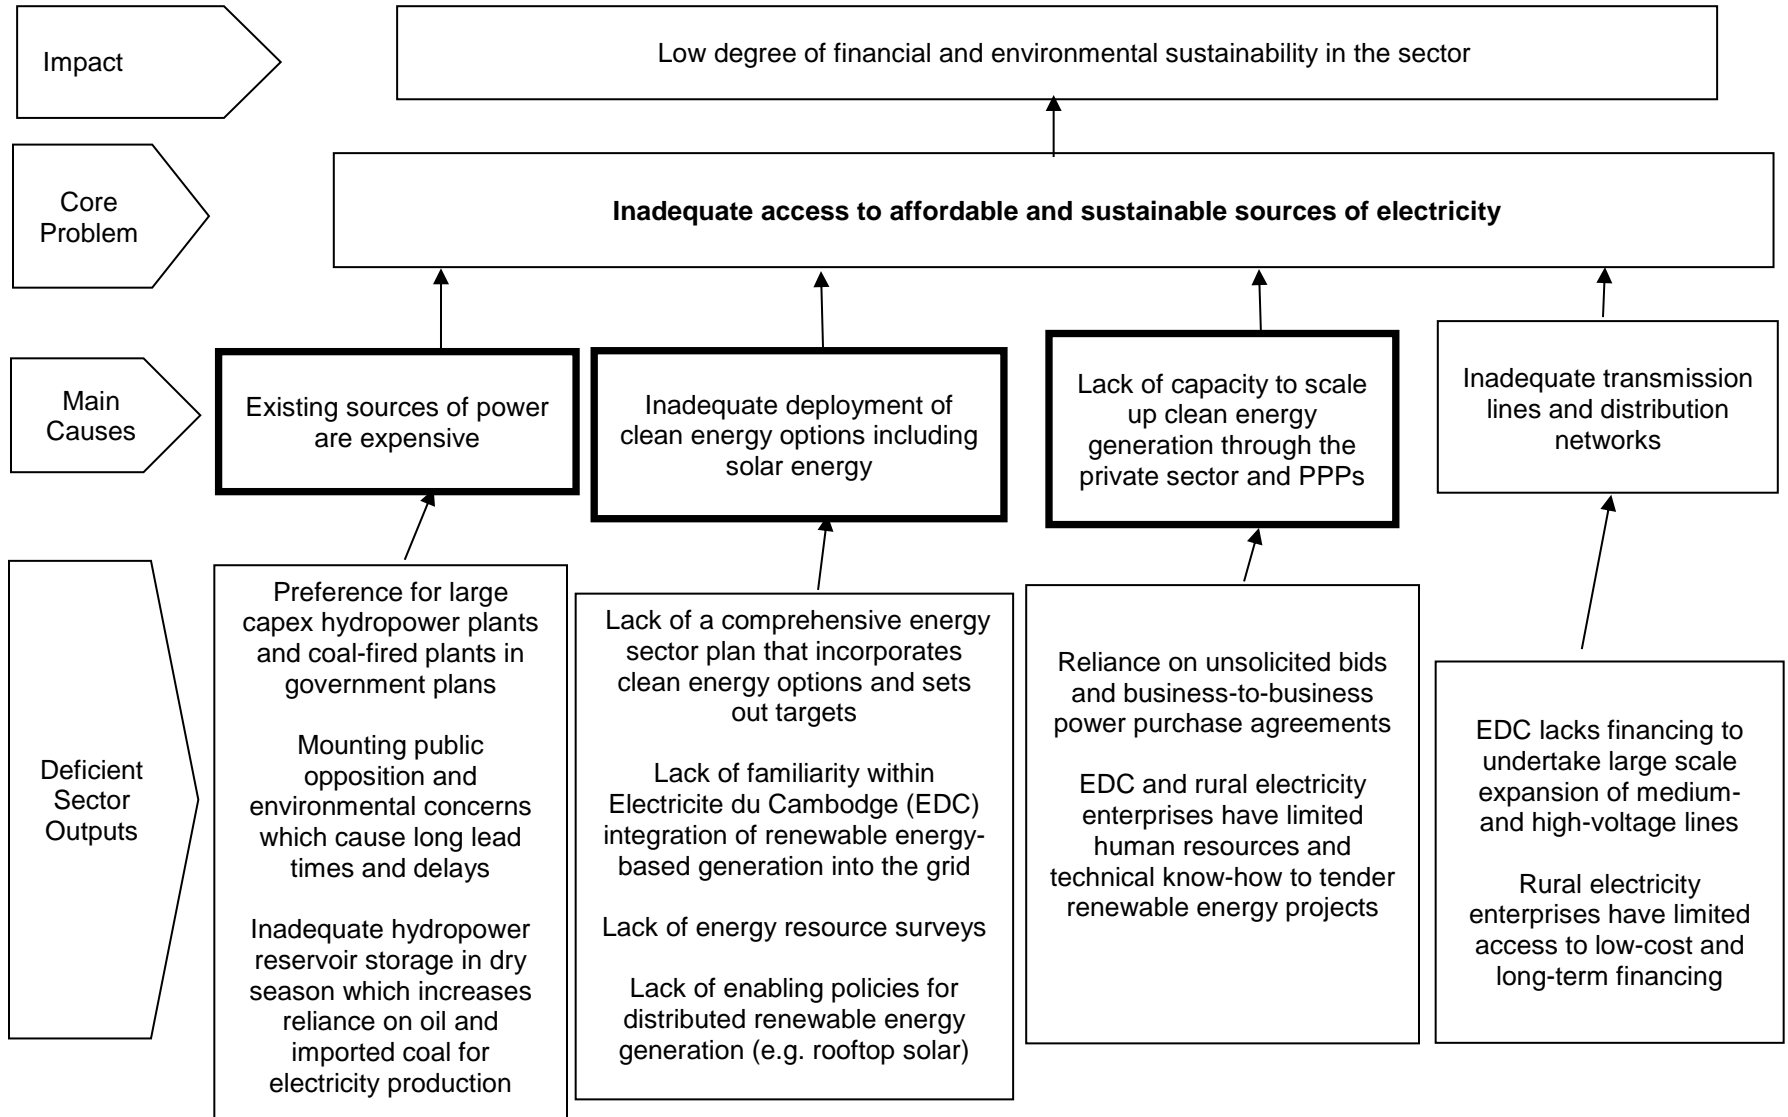 Impact
Low degree of financial and environmental sustainability in the sector
Core
Problem
Inadequate access to affordable and sustainable sources of electricity
Main
Causes
Existing sources of power
are expensive
Inadequate deployment of
clean energy options including
solar energy
Lack of capacity to scale
up clean energy
generation through the
private sector and PPPs
Inadequate transmission
lines and distribution
networks
Deficient
Sector
Outputs
Preference for large
capex hydropower plants
and coal-fired plants in
government plans
Mounting public
opposition and
environmental concerns
which cause long lead
times and delays
Inadequate hydropower
reservoir storage in dry
season which increases
reliance on oil and
imported coal for
electricity production
Lack of a comprehensive energy
sector plan that incorporates
clean energy options and sets
out targets
Lack of familiarity within
Electricite du Cambodge (EDC)
integration of renewable energy-
based generation into the grid
Lack of energy resource surveys
Lack of enabling policies for
distributed renewable energy
generation (e.g. rooftop solar)
Reliance on unsolicited bids
and business-to-business
power purchase agreements
EDC and rural electricity
enterprises have limited
human resources and
technical know-how to tender
renewable energy projects
EDC lacks financing to
undertake large scale
expansion of medium-
and high-voltage lines
Rural electricity
enterprises have limited
access to low-cost and
long-term financing